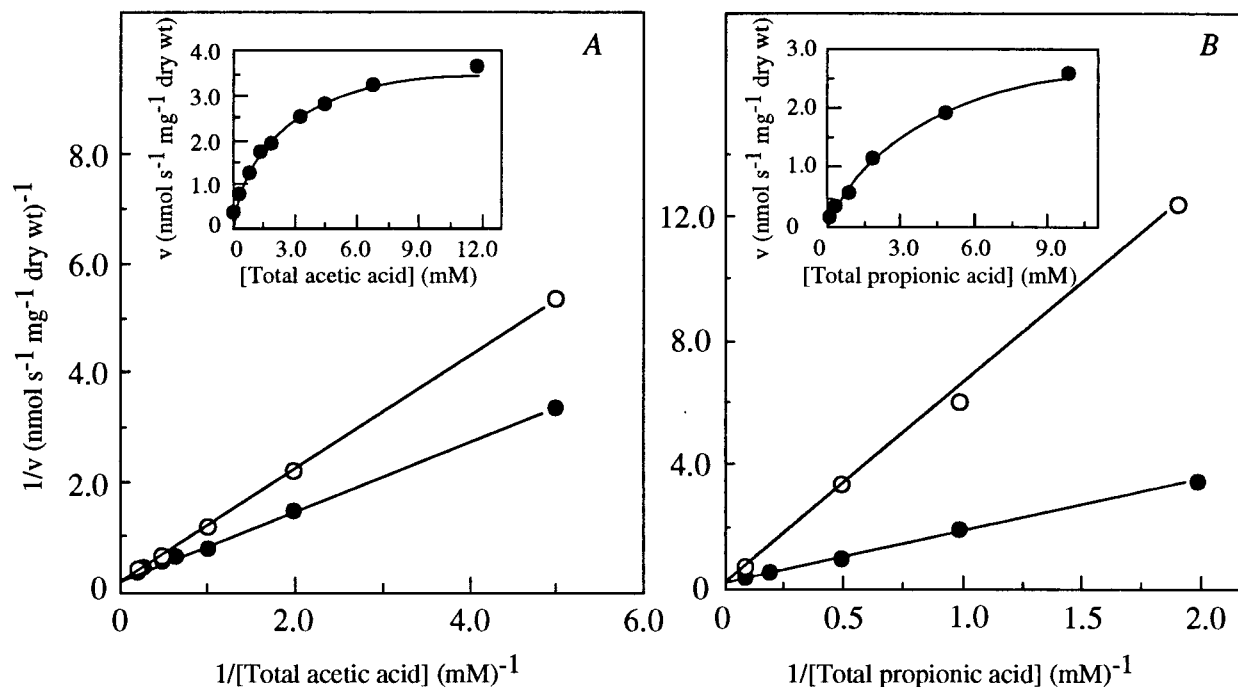 A
4.0
3.0
2.0
1.0
0
v (nmol s-1 mg-1 dry wt)
0 3.0 6.0 9.0 12.0
[Total acetic acid] (mM)
8.0
6.0
4.0
2.0
0
1/v (nmol s-1 mg-1 dry wt)-1
0 2.0 4.0 6.0
1/[Total acetic acid] (mM)-1
B
3.0
2.0
1.0
0
v (nmol s-1 mg-1 dry wt)
0 3.0 6.0 9.0
[Total propionic acid] (mM)
12.0
8.0
4.0
0
0 0.5 1.0 1.5 2.0
1/[Total propionic acid] (mM)-1